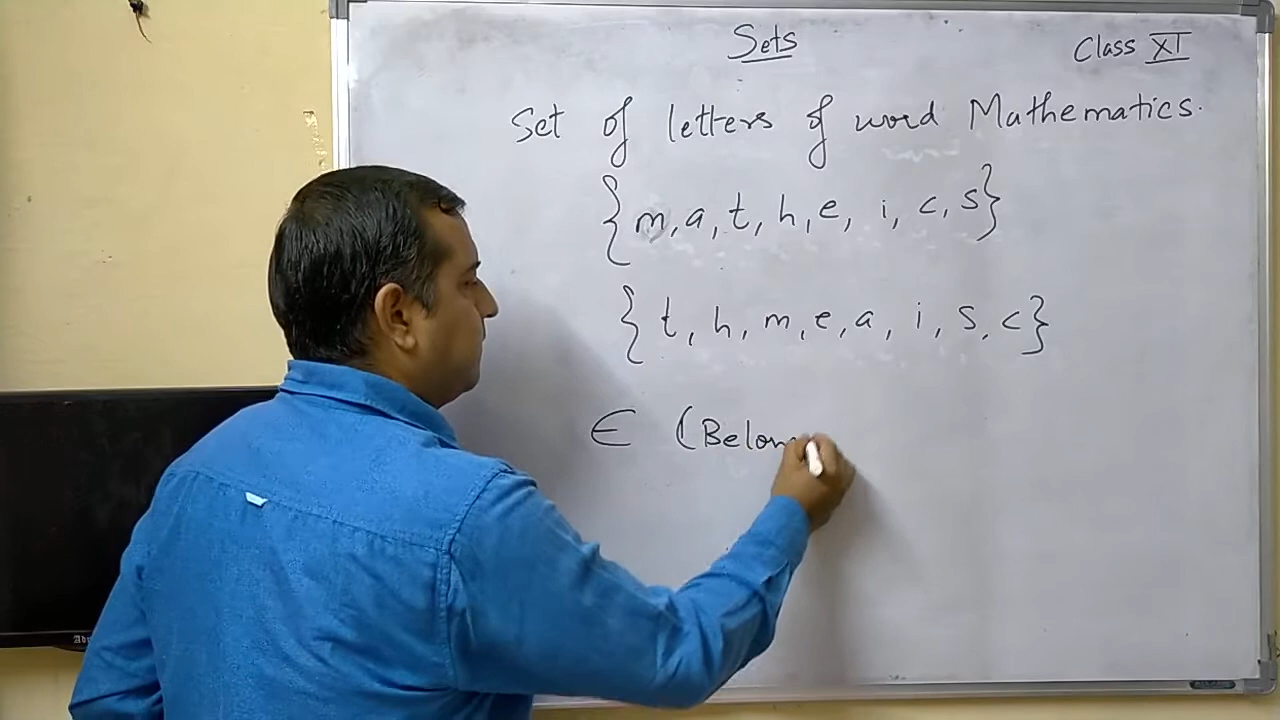 Sets
Class XI
Set of letters of word Mathematics.
{m, a, t, h, e, i, c, s}
{t, h, m, e, a, i, s, c}
∈ (Belon